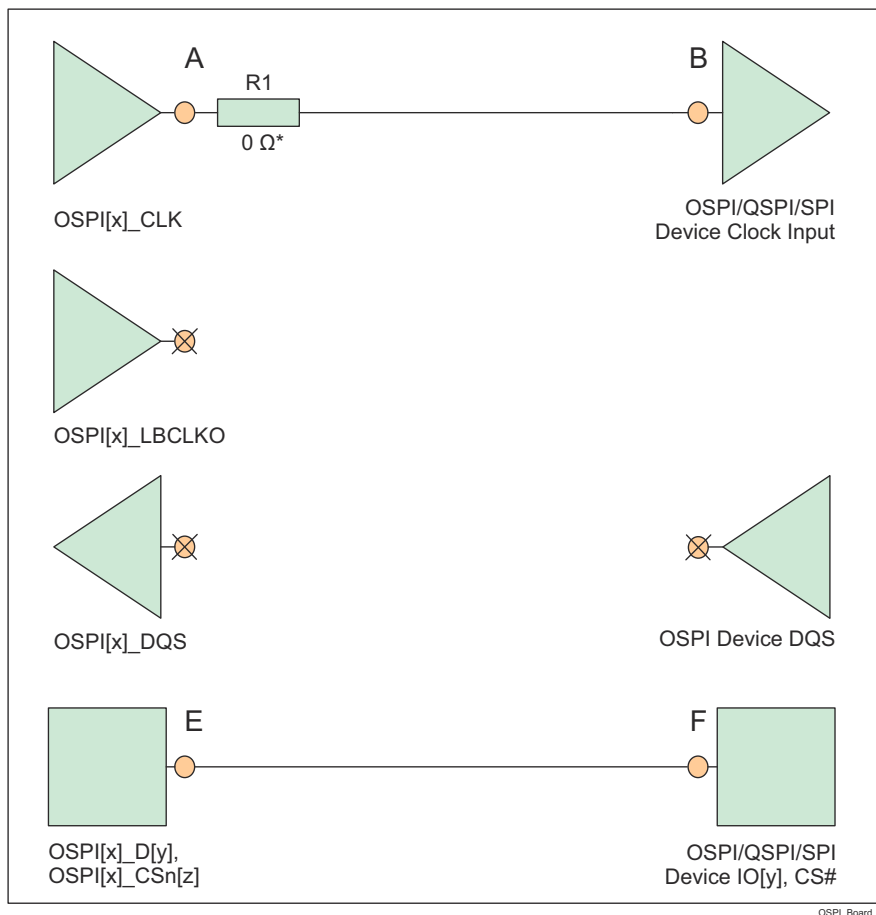 A
B
R1
0 Ω*
OSPI[x]_CLK
OSPI/QSPI/SPI
Device Clock Input
OSPI[x]_LBCLKO
OSPI[x]_DQS
OSPI Device DQS
E
F
OSPI[x]_D[y],
OSPI[x]_CSn[z]
OSPI/QSPI/SPI
Device IO[y], CS#
OSPI_Board